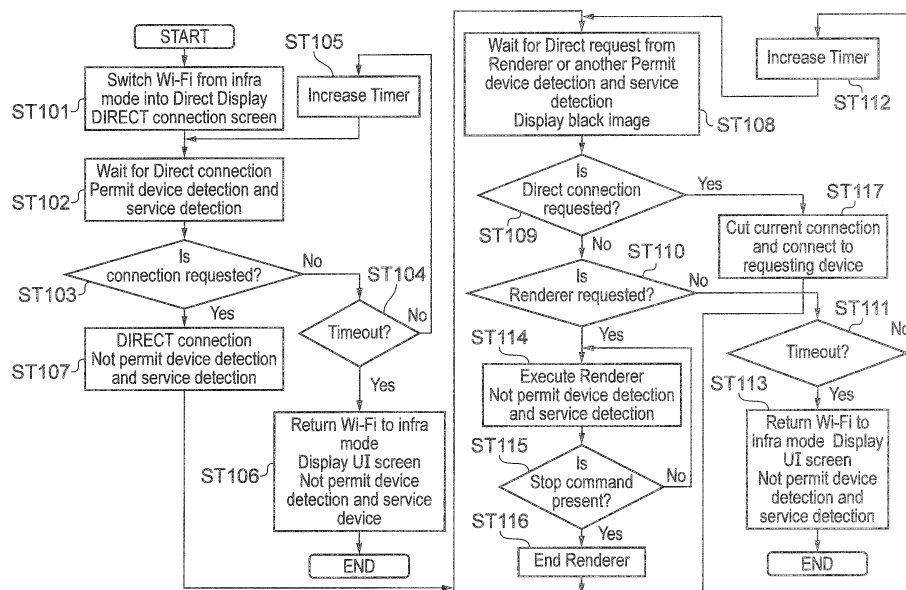 START
ST101
Switch Wi-Fi from infra
mode into Direct Display
DIRECT connection screen
ST105
Increase Timer
ST102
Wait for Direct connection
Permit device detection and
service detection
ST103
Is
connection requested?
No
Yes
ST104
Timeout?
No
Yes
ST107
DIRECT connection
Not permit device detection
and service detection
ST106
Return Wi-Fi to infra
mode
Display UI screen
Not permit device
detection and service
device
END
Wait for Direct request from
Renderer or another Permit
device detection and service
detection
Display black image
ST108
Increase Timer
ST112
Is
Direct connection
requested?
ST109
Yes
No
ST117
Cut current connection
and connect to
requesting device
ST110
Is
Renderer requested?
No
Yes
ST111
Timeout?
No
Yes
ST114
Execute Renderer
Not permit device detection
and service detection
ST115
Is
Stop command
present?
No
Yes
ST116
End Renderer
ST113
Return Wi-Fi to
infra mode Display
UI screen
Not permit device
detection and
service detection
END